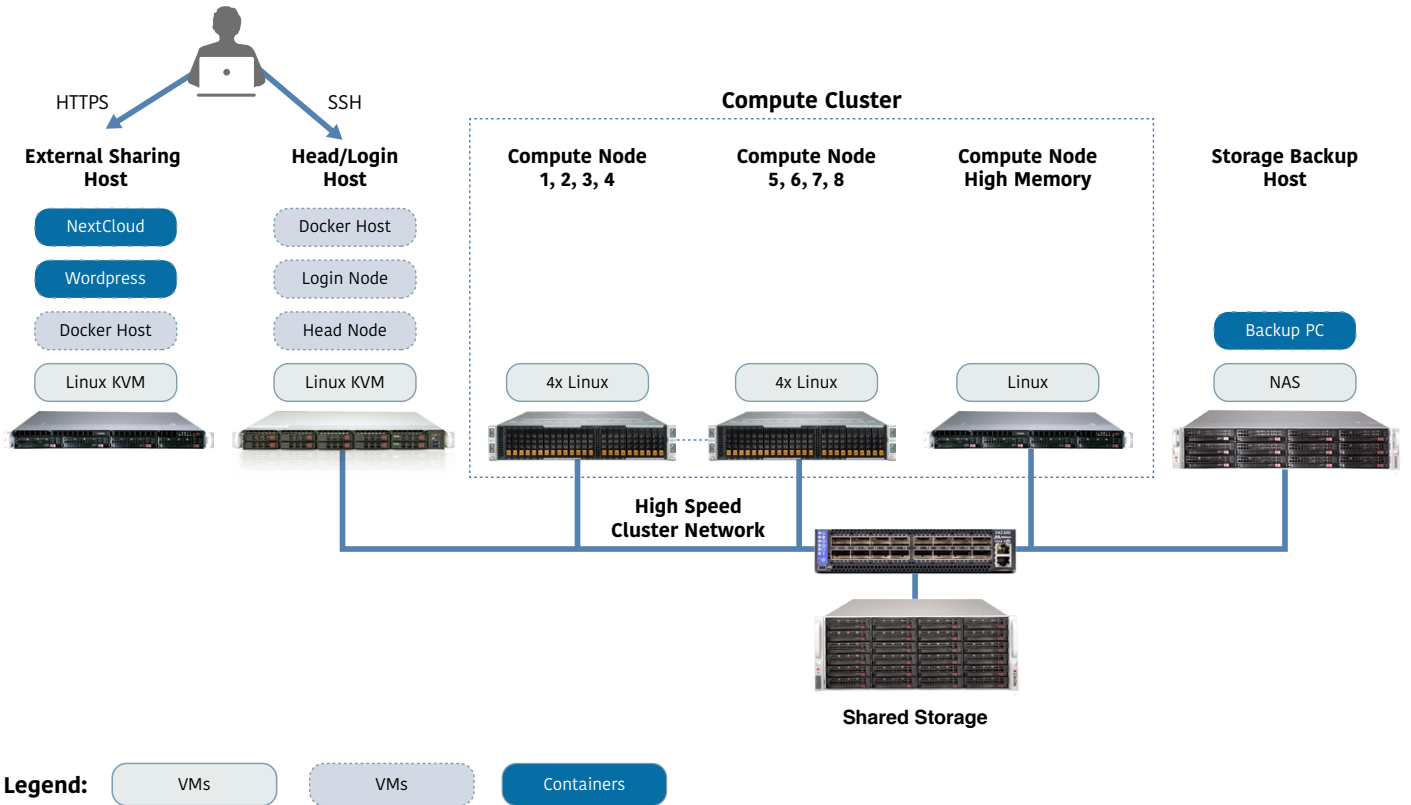 HTTPS
SSH
Compute Cluster
External Sharing
Host
Head/Login
Host
Compute Node
1, 2, 3, 4
Compute Node
5, 6, 7, 8
Compute Node
High Memory
Storage Backup
Host
NextCloud
Docker Host
Wordpress
Login Node
Docker Host
Head Node
Backup PC
Linux KVM
Linux KVM
4x Linux
4x Linux
Linux
NAS
High Speed
Cluster Network
Shared Storage
Legend:
VMs
VMs
Containers